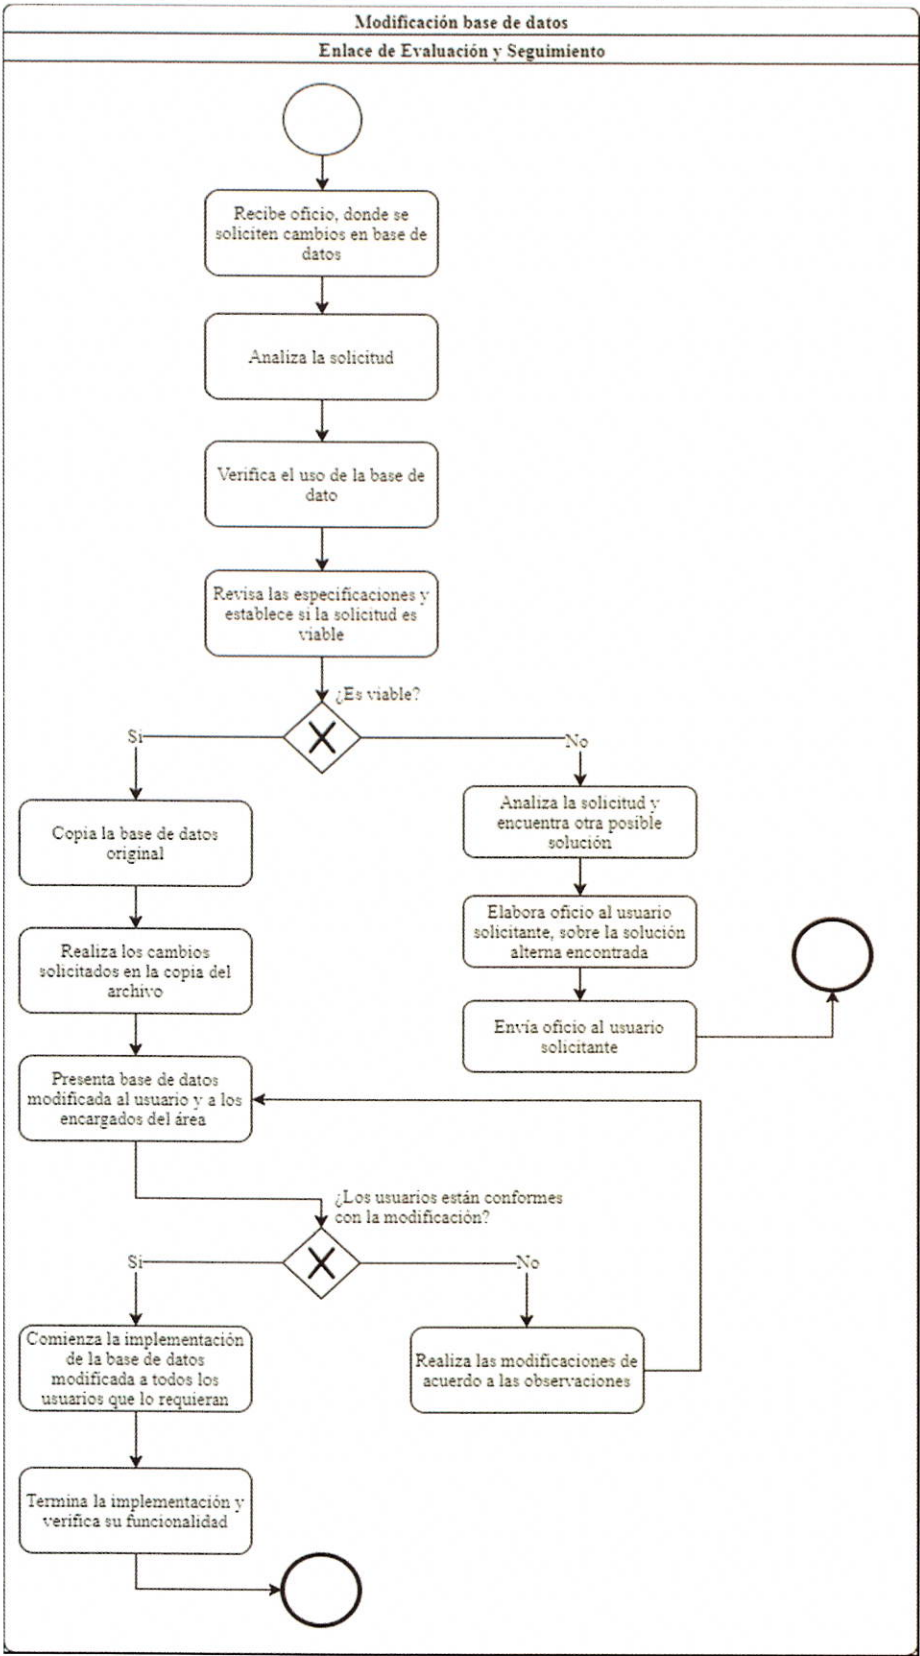 Modificación base de datos
Enlace de Evaluación y Seguimiento
Recibe oficio, donde se
soliciten cambios en base de
datos
Analiza la solicitud
Verifica el uso de la base de
dato
Revisa las especificaciones y
establece si la solicitud es
viable
¿Es viable?
Si
No
Copia la base de datos
original
Realiza los cambios
solicitados en la copia del
archivo
Presenta base de datos
modificada al usuario y a los
encargados del área
Analiza la solicitud y
encuentra otra posible
solución
Elabora oficio al usuario
solicitante, sobre la solución
alterna encontrada
Envía oficio al usuario
solicitante
¿Los usuarios están conformes
con la modificación?
Si
No
Comienza la implementación
de la base de datos
modificada a todos los
usuarios que lo requieran
Realiza las modificaciones de
acuerdo a las observaciones
Termina la implementación y
verifica su funcionalidad